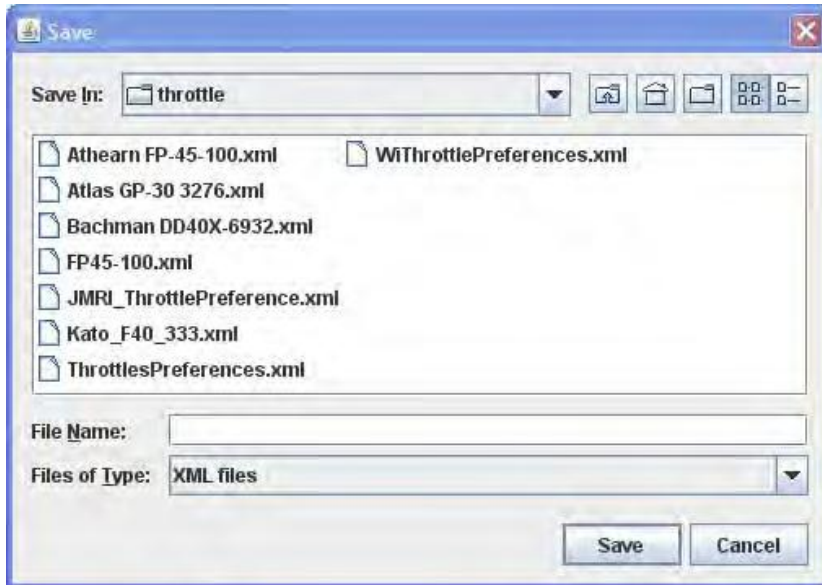 Save
Save In: throttle
Athearn FP-45-100.xml WiThrottlePreferences.xml
Atlas GP-30 3276.xml
Bachman DD40X-6932.xml
FP45-100.xml
JMRI_ThrottlePreference.xml
Kato_F40_333.xml
ThrottlesPreferences.xml
File Name:
Files of Type: XML files
Save Cancel